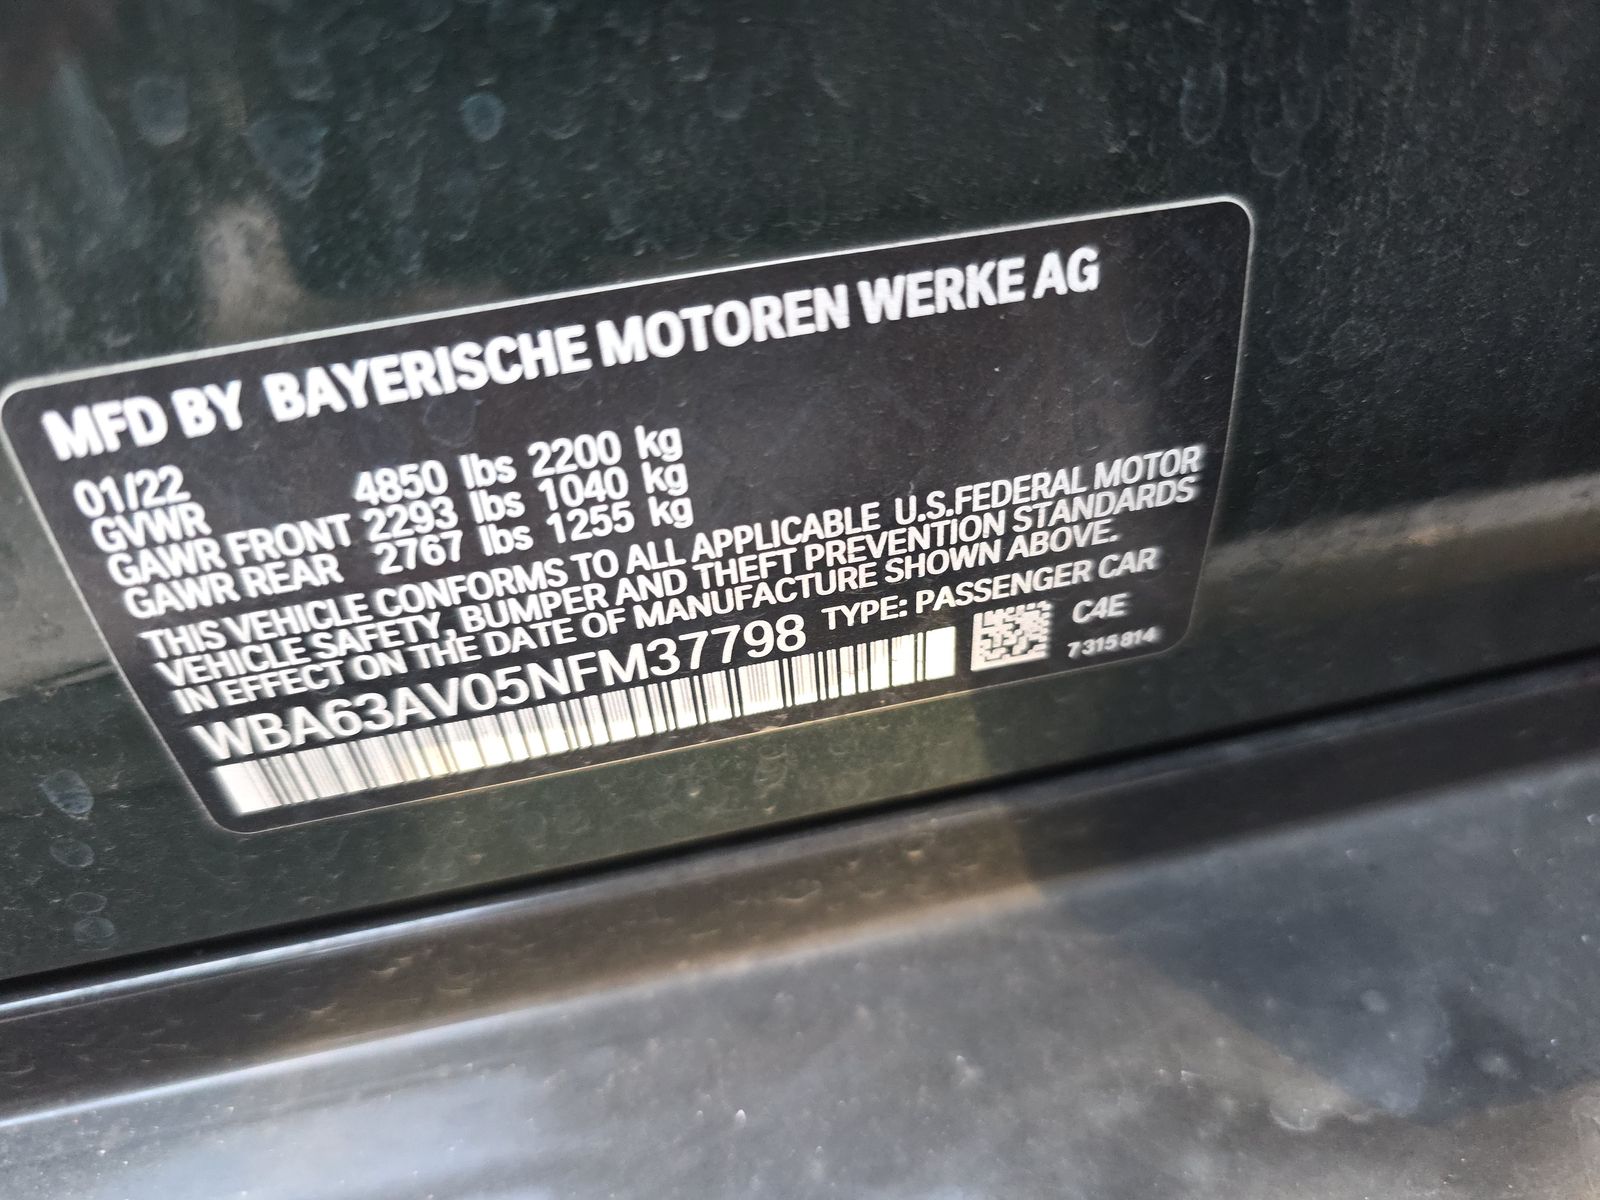 MFD BY BAYERISCHE MOTOREN WERKE AG
01/22
GVWR 4850 lbs 2200 kg
GAWR FRONT 2293 lbs 1040 kg
GAWR REAR 2767 lbs 1255 kg
THIS VEHICLE CONFORMS TO ALL APPLICABLE U.S.FEDERAL MOTOR
VEHICLE SAFETY, BUMPER AND THEFT PREVENTION STANDARDS
IN EFFECT ON THE DATE OF MANUFACTURE SHOWN ABOVE.
WBA63AV05NFM37798 TYPE: PASSENGER CAR
C4E
7 315 814